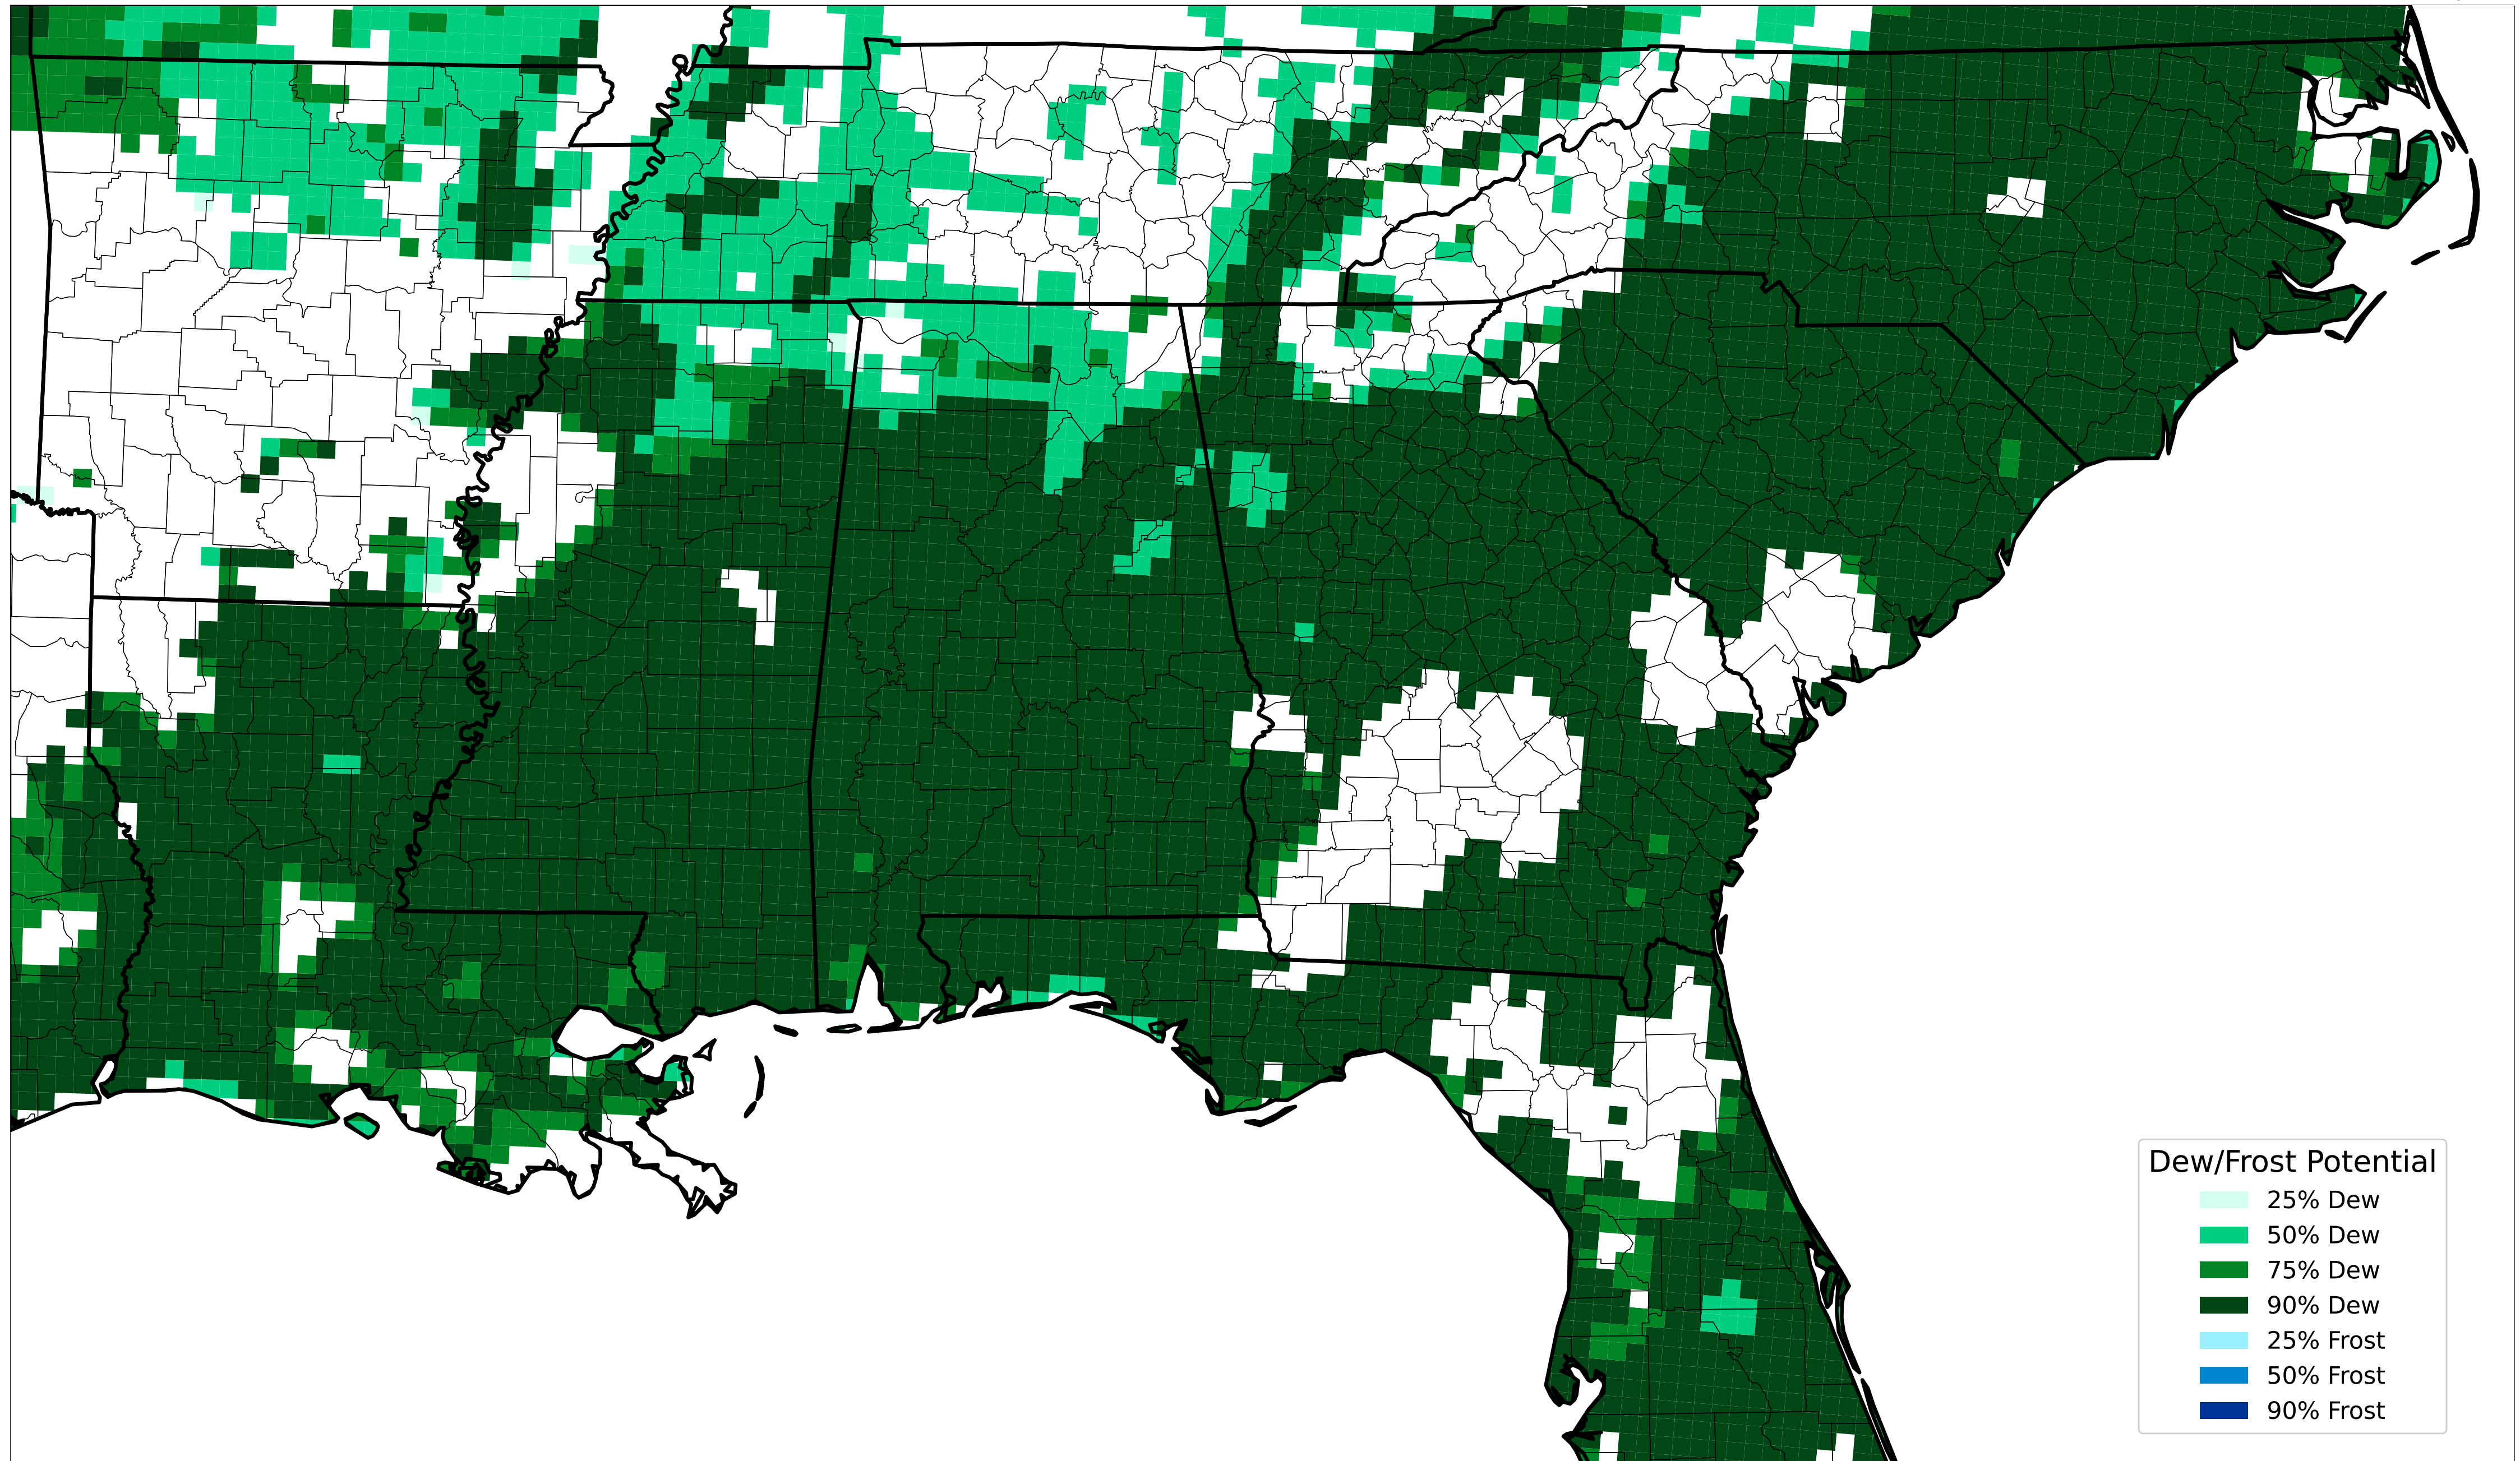 Dew/Frost Potential
25% Dew
50% Dew
75% Dew
90% Dew
25% Frost
50% Frost
90% Frost